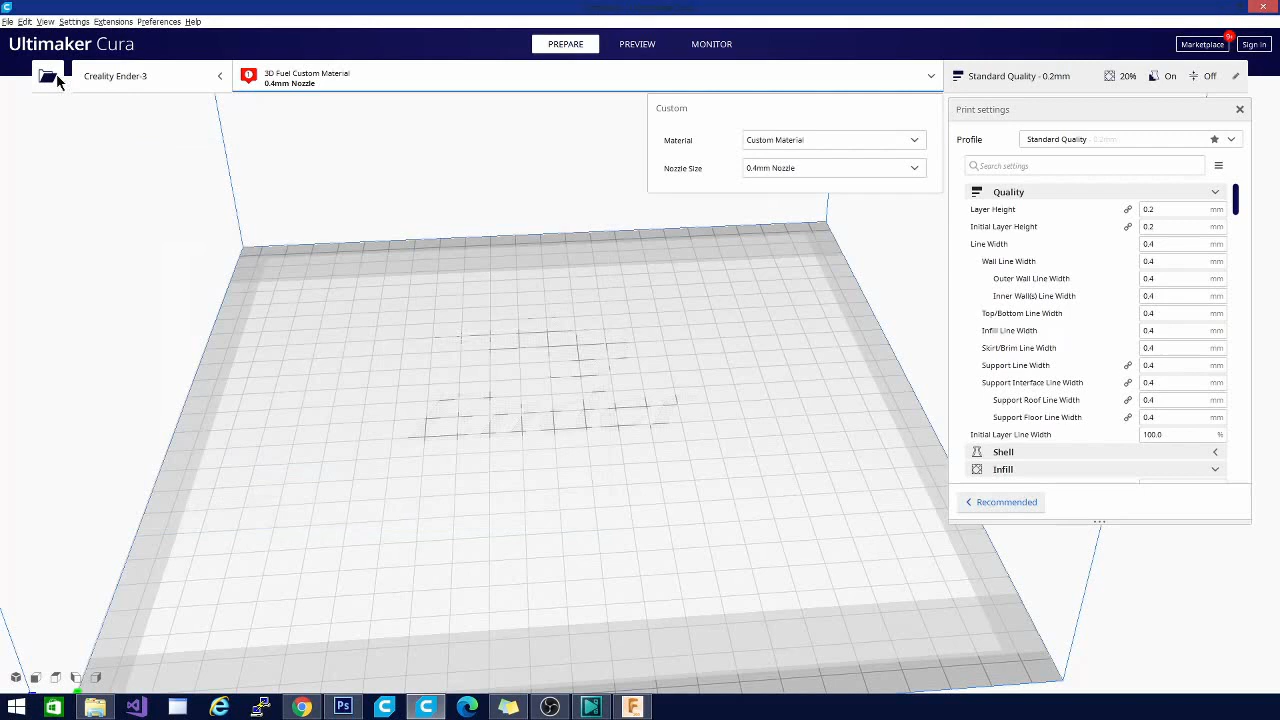 File Edit View Settings Extensions Preferences Help
Ultimaker Cura
PREPARE
PREVIEW
MONITOR
Marketplace
9+
Sign in
Creality Ender-3
3D Fuel Custom Material
0.4mm Nozzle
Standard Quality - 0.2mm
20%
On
Off
Custom
Material
Custom Material
Nozzle Size
0.4mm Nozzle
Print settings
Profile
Standard Quality - 0.2mm
Search settings
Quality
Layer Height 0.2 mm
Initial Layer Height 0.2 mm
Line Width 0.4 mm
Wall Line Width 0.4 mm
Outer Wall Line Width 0.4 mm
Inner Wall(s) Line Width 0.4 mm
Top/Bottom Line Width 0.4 mm
Infill Line Width 0.4 mm
Skirt/Brim Line Width 0.4 mm
Support Line Width 0.4 mm
Support Interface Line Width 0.4 mm
Support Roof Line Width 0.4 mm
Support Floor Line Width 0.4 mm
Initial Layer Line Width 100.0 %
Shell
Infill
Recommended